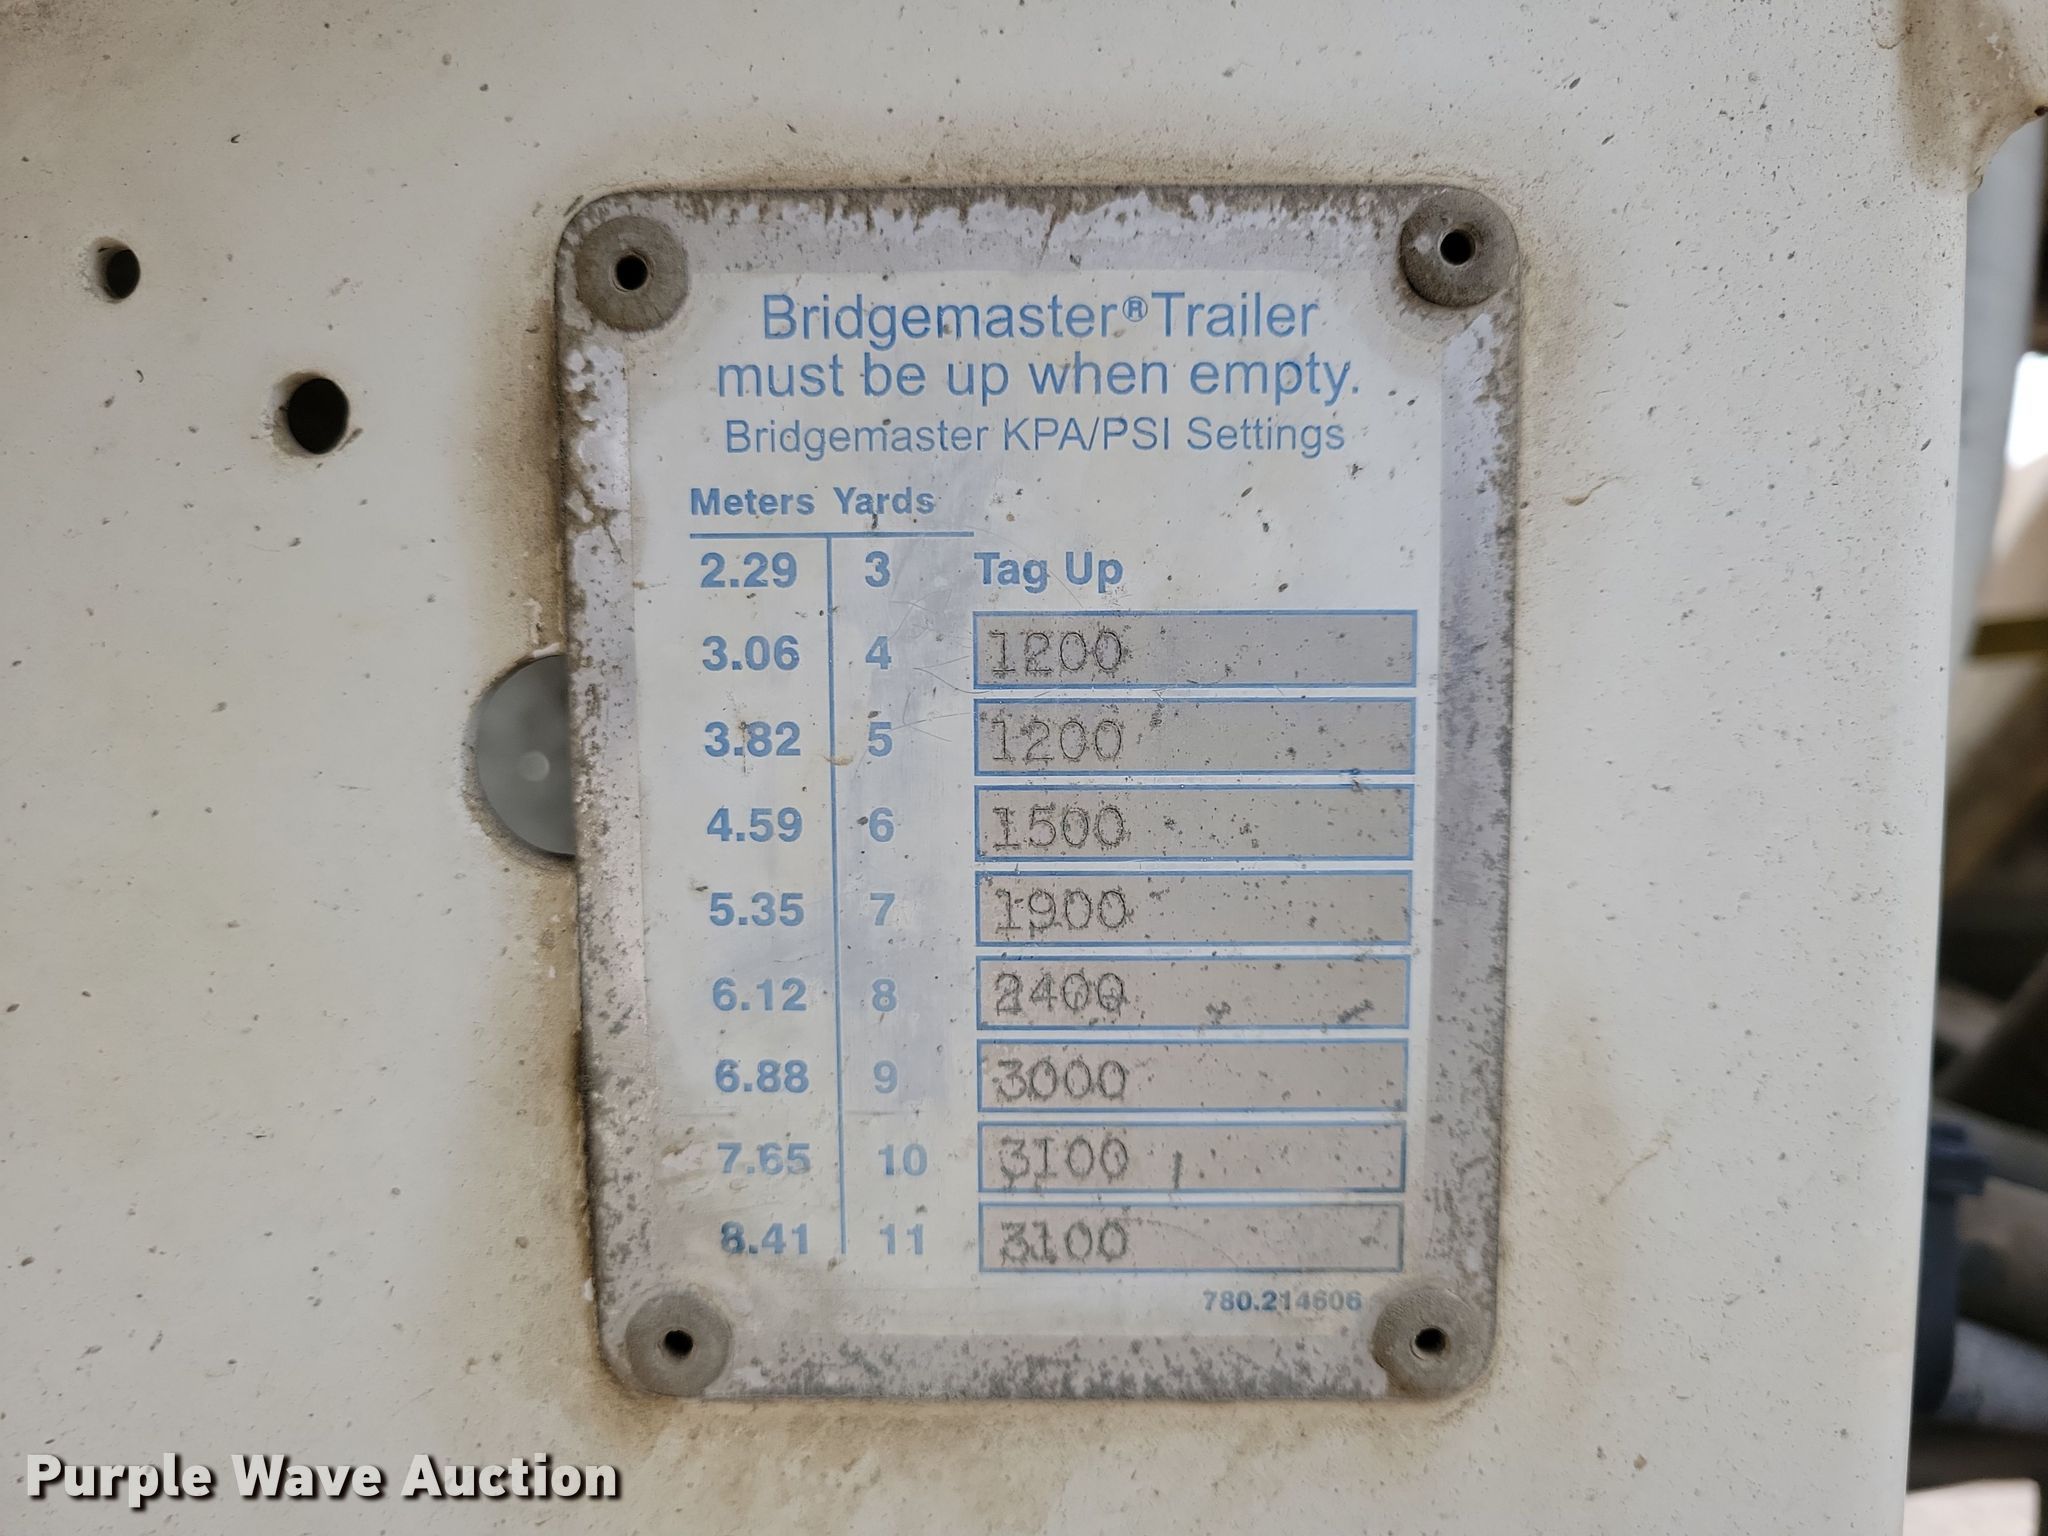 Bridgemaster® Trailer
must be up when empty.
Bridgemaster KPA/PSI Settings
Meters Yards
2.29 3 Tag Up
3.06 4 1200
3.82 5 1200
4.59 6 1500
5.35 7 1900
6.12 8 2400
6.88 9 3000
7.65 10 3100
8.41 11 3100
780.214606
Purple Wave Auction